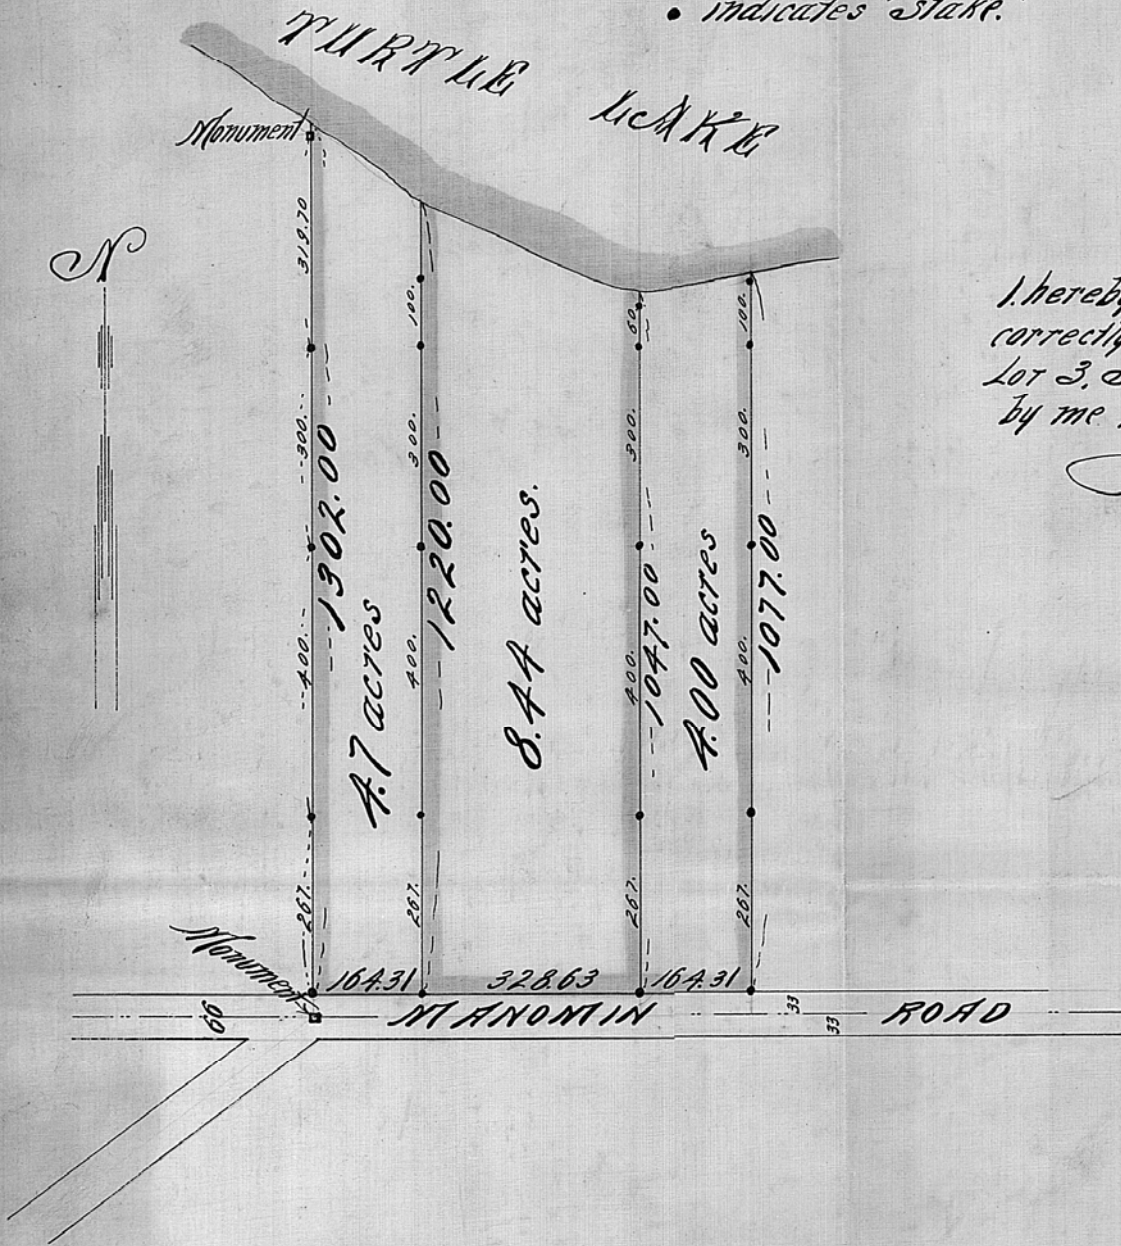 • indicates stake.
TURTLE LAKE
Monument
N
319.70
300.
400.
267.
1302.00
4.7 acres
100.
300.
400.
267.
1220.00
8.44 acres.
60.
300.
400.
267.
1047.00
4.00 acres
100.
300.
400.
267.
1077.00
I hereby
correctly
Lot 3,
by me
Monument
164.31 328.63 164.31
66
MANOMIN ROAD
33
33